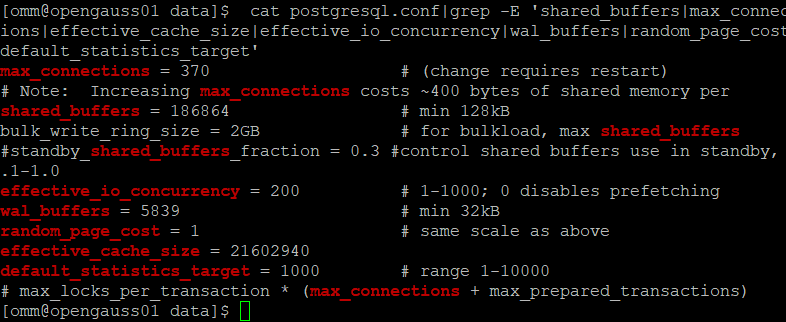 [omm@opengauss01 data]$  cat postgresql.conf|grep -E 'shared_buffers|max_connec
ions|effective_cache_size|effective_io_concurrency|wal_buffers|random_page_cost
default_statistics_target'
max_connections = 370                   # (change requires restart)
# Note:  Increasing max_connections costs ~400 bytes of shared memory per
shared_buffers = 186864                 # min 128kB
bulk_write_ring_size = 2GB              # for bulkload, max shared_buffers
#standby_shared_buffers_fraction = 0.3 #control shared buffers use in standby,
.1-1.0
effective_io_concurrency = 200          # 1-1000; 0 disables prefetching
wal_buffers = 5839                      # min 32kB
random_page_cost = 1                    # same scale as above
effective_cache_size = 21602940
default_statistics_target = 1000        # range 1-10000
# max_locks_per_transaction * (max_connections + max_prepared_transactions)
[omm@opengauss01 data]$